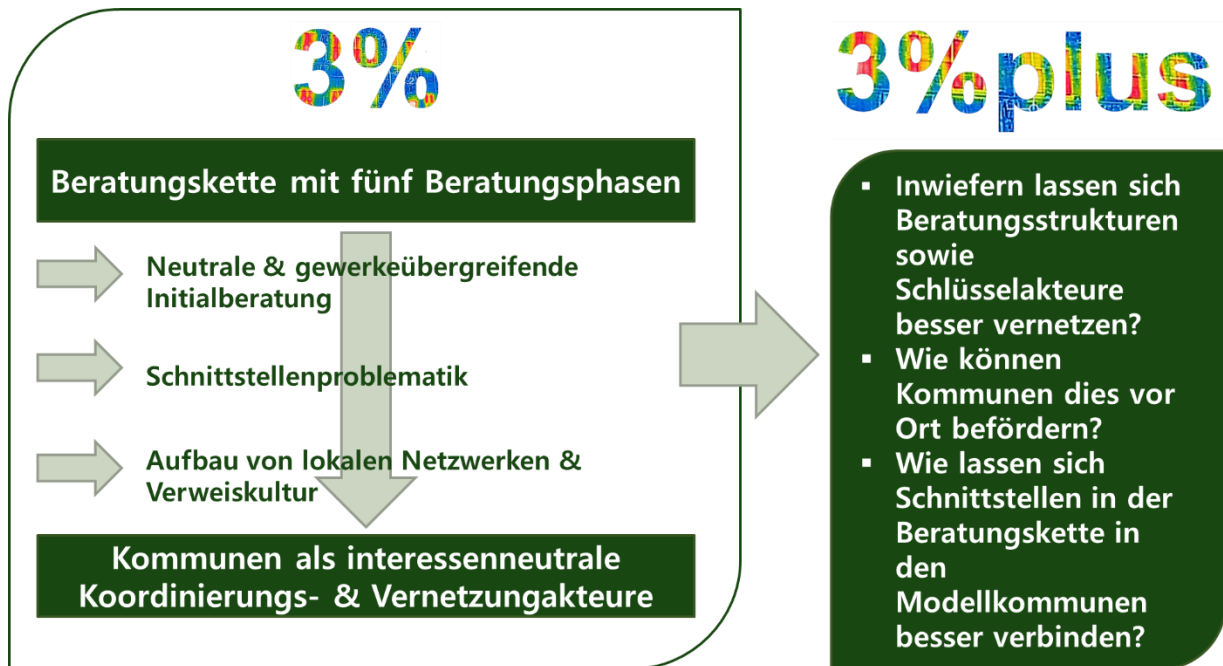 3%
Beratungskette mit fünf Beratungsphasen
Neutrale & gewerkeübergreifende
Initialberatung
Schnittstellenproblematik
Aufbau von lokalen Netzwerken &
Verweiskultur
Kommunen als interessenneutrale
Koordinierungs- & Vernetzungakteure
3%plus
▪ Inwiefern lassen sich
Beratungsstrukturen
sowie
Schlüsselakteure
besser vernetzen?
▪ Wie können
Kommunen dies vor
Ort befördern?
▪ Wie lassen sich
Schnittstellen in der
Beratungskette in
den
Modellkommunen
besser verbinden?